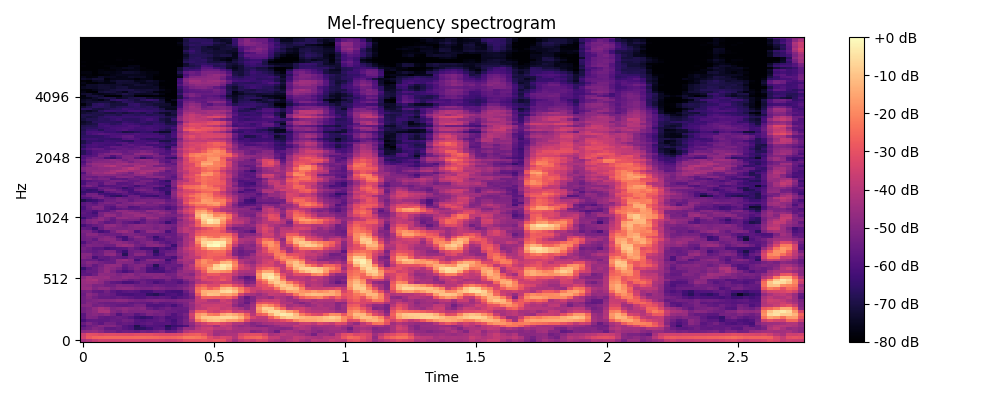 Mel-frequency spectrogram
+0 dB
-10 dB
-20 dB
-30 dB
-40 dB
-50 dB
-60 dB
-70 dB
-80 dB
4096
2048
1024
512
0
Hz
0
0.5
1
1.5
2
2.5
Time